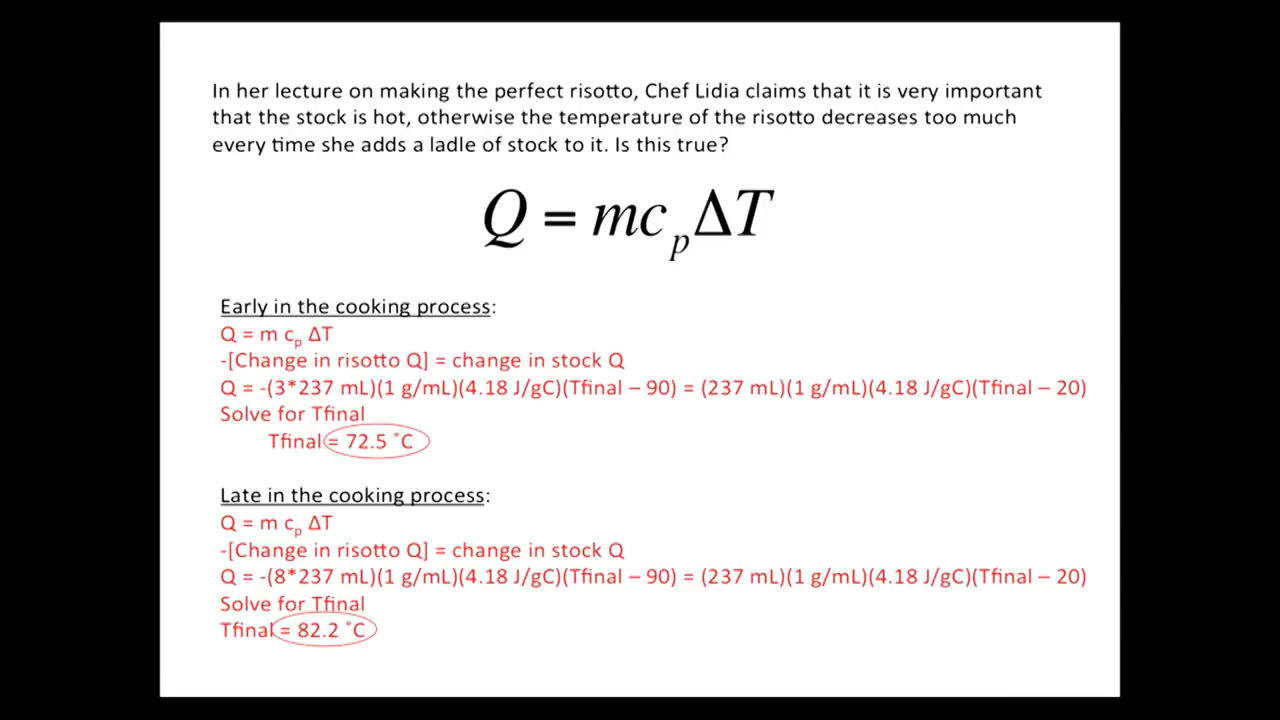 In her lecture on making the perfect risotto, Chef Lidia claims that it is very important
that the stock is hot, otherwise the temperature of the risotto decreases too much
every time she adds a ladle of stock to it. Is this true?
Q = mc_pΔT
Early in the cooking process:
Q = m c_p ΔT
-[Change in risotto Q] = change in stock Q
Q = -(3*237 mL)(1 g/mL)(4.18 J/gC)(Tfinal – 90) = (237 mL)(1 g/mL)(4.18 J/gC)(Tfinal – 20)
Solve for Tfinal
Tfinal = 72.5 ˚C
Late in the cooking process:
Q = m c_p ΔT
-[Change in risotto Q] = change in stock Q
Q = -(8*237 mL)(1 g/mL)(4.18 J/gC)(Tfinal – 90) = (237 mL)(1 g/mL)(4.18 J/gC)(Tfinal – 20)
Solve for Tfinal
Tfinal = 82.2 ˚C